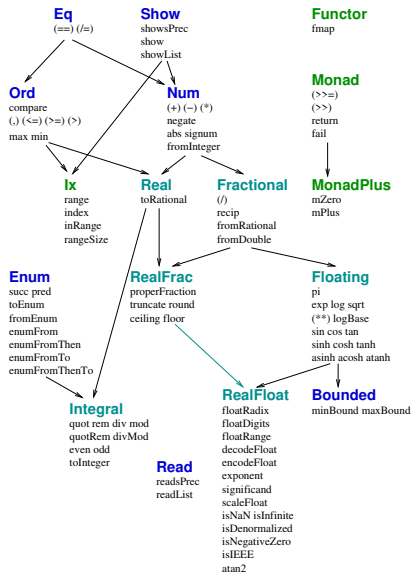 Eq
(==) (/=)
Show
showsPrec
show
showList
Functor
fmap
Ord
compare
(,) (<=) (>=) (>)
max min
Num
(+) (−) (*)
negate
abs signum
fromInteger
Monad
(>>=)
(>>)
return
fail
Ix
range
index
inRange
rangeSize
Real
toRational
Fractional
(/)
recip
fromRational
fromDouble
MonadPlus
mZero
mPlus
Enum
succ pred
toEnum
fromEnum
enumFrom
enumFromThen
enumFromTo
enumFromThenTo
RealFrac
properFraction
truncate round
ceiling floor
Floating
pi
exp log sqrt
(**) logBase
sin cos tan
sinh cosh tanh
asinh acosh atanh
Integral
quot rem div mod
quotRem divMod
even odd
toInteger
Read
readsPrec
readList
RealFloat
floatRadix
floatDigits
floatRange
decodeFloat
encodeFloat
exponent
significand
scaleFloat
isNaN isInfinite
isDenormalized
isNegativeZero
isIEEE
atan2
Bounded
minBound maxBound